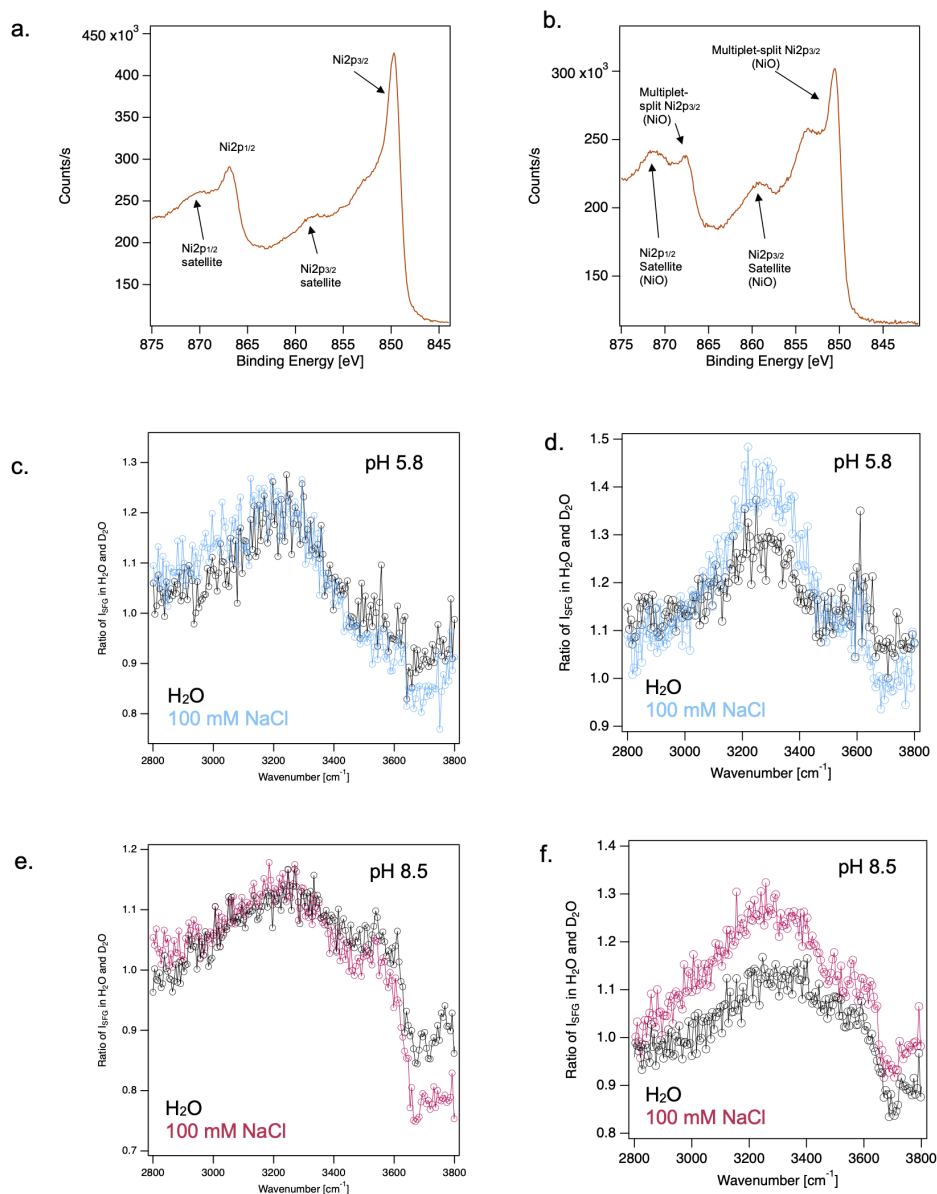 a.
450 x10³
400
350
300
250
200
150
Counts/s
Ni2p3/2
Ni2p1/2
Ni2p1/2
satellite
Ni2p3/2
satellite
875
870
865
860
855
850
845
Binding Energy [eV]
b.
300 x10³
250
200
150
Counts/s
Multiplet-split Ni2p3/2
(NiO)
Multiplet-
split Ni2p3/2
(NiO)
Ni2p1/2
Satellite
(NiO)
Ni2p3/2
Satellite
(NiO)
875
870
865
860
855
850
845
Binding Energy [eV]
c.
pH 5.8
1.3
1.2
1.1
1.0
0.9
0.8
Ratio of ISFG in H2O and D2O
H2O
100 mM NaCl
2800
3000
3200
3400
3600
3800
Wavenumber [cm-1]
d.
pH 5.8
1.5
1.4
1.3
1.2
1.1
1.0
0.9
Ratio of ISFG in H2O and D2O
H2O
100 mM NaCl
2800
3000
3200
3400
3600
3800
Wavenumber [cm-1]
e.
pH 8.5
1.2
1.1
1.0
0.9
0.8
0.7
Ratio of ISFG in H2O and D2O
H2O
100 mM NaCl
2800
3000
3200
3400
3600
3800
Wavenumber [cm-1]
f.
pH 8.5
1.4
1.3
1.2
1.1
1.0
0.9
0.8
Ratio of ISFG in H2O and D2O
H2O
100 mM NaCl
2800
3000
3200
3400
3600
3800
Wavenumber [cm-1]